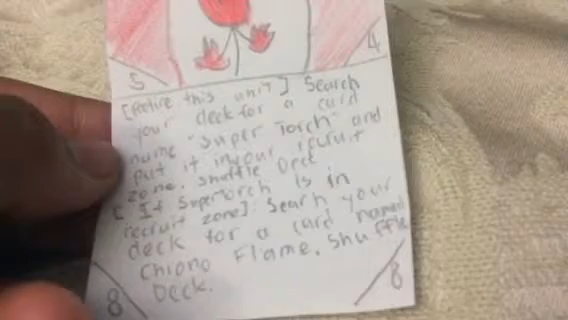 5 4
[Retire this unit] Search
your deck for a card
name "Super Torch" and
put it in your recruit
zone. Shuffle Deck
[If Supertorch is in
recruit zone] Search your
deck for a card named
Chiono Flame. Shuffle
Deck.
8 8